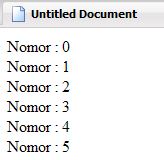 Untitled Document
Nomor : 0
Nomor : 1
Nomor : 2
Nomor : 3
Nomor : 4
Nomor : 5